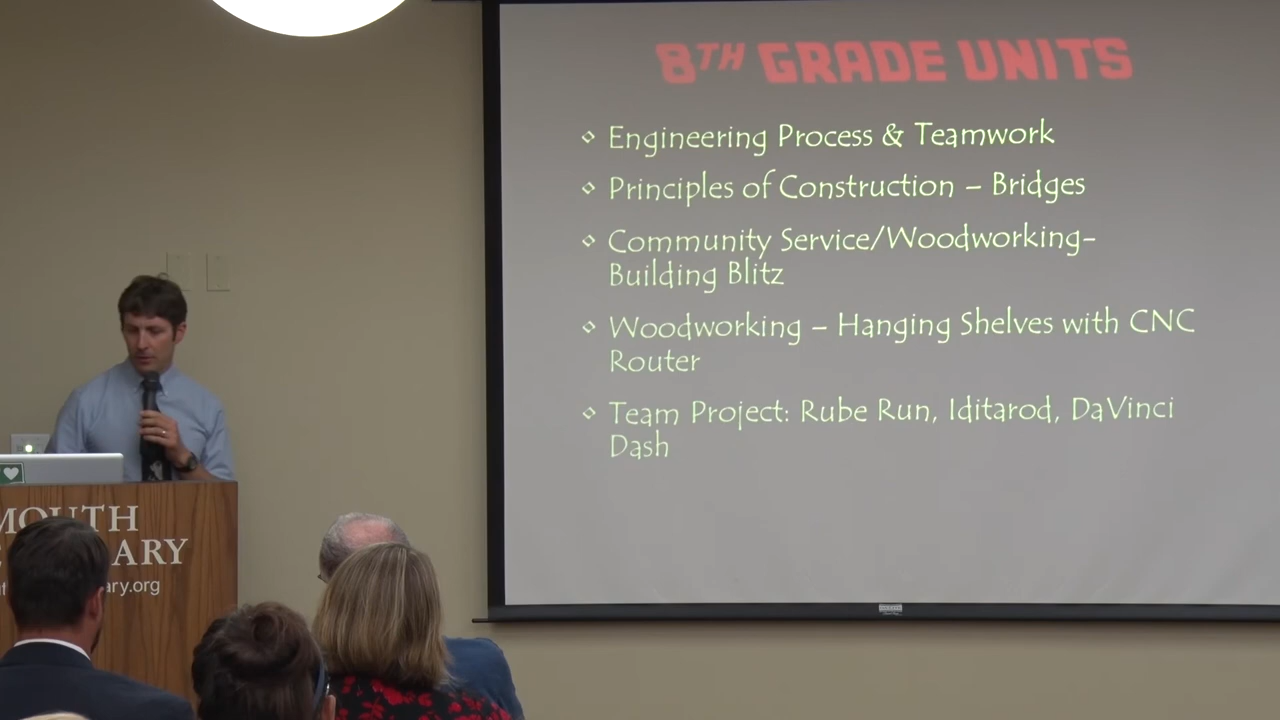 8TH GRADE UNITS
Engineering Process & Teamwork
Principles of Construction – Bridges
Community Service/Woodworking-
Building Blitz
Woodworking – Hanging Shelves with CNC
Router
Team Project: Rube Run, Iditarod, DaVinci
Dash
MOUTH
ARY
ary.org